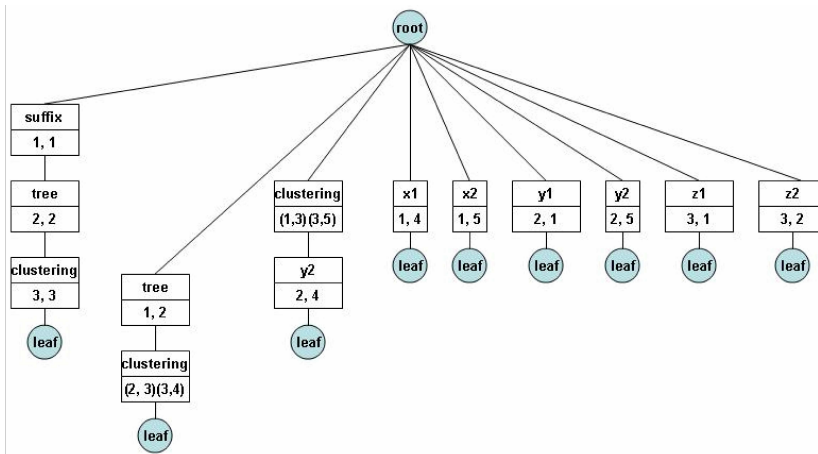 root
suffix
1, 1
tree
2, 2
clustering
3, 3
leaf
tree
1, 2
clustering
(2, 3)(3,4)
leaf
clustering
(1,3)(3,5)
y2
2, 4
leaf
x1
1, 4
leaf
x2
1, 5
leaf
y1
2, 1
leaf
y2
2, 5
leaf
z1
3, 1
leaf
z2
3, 2
leaf